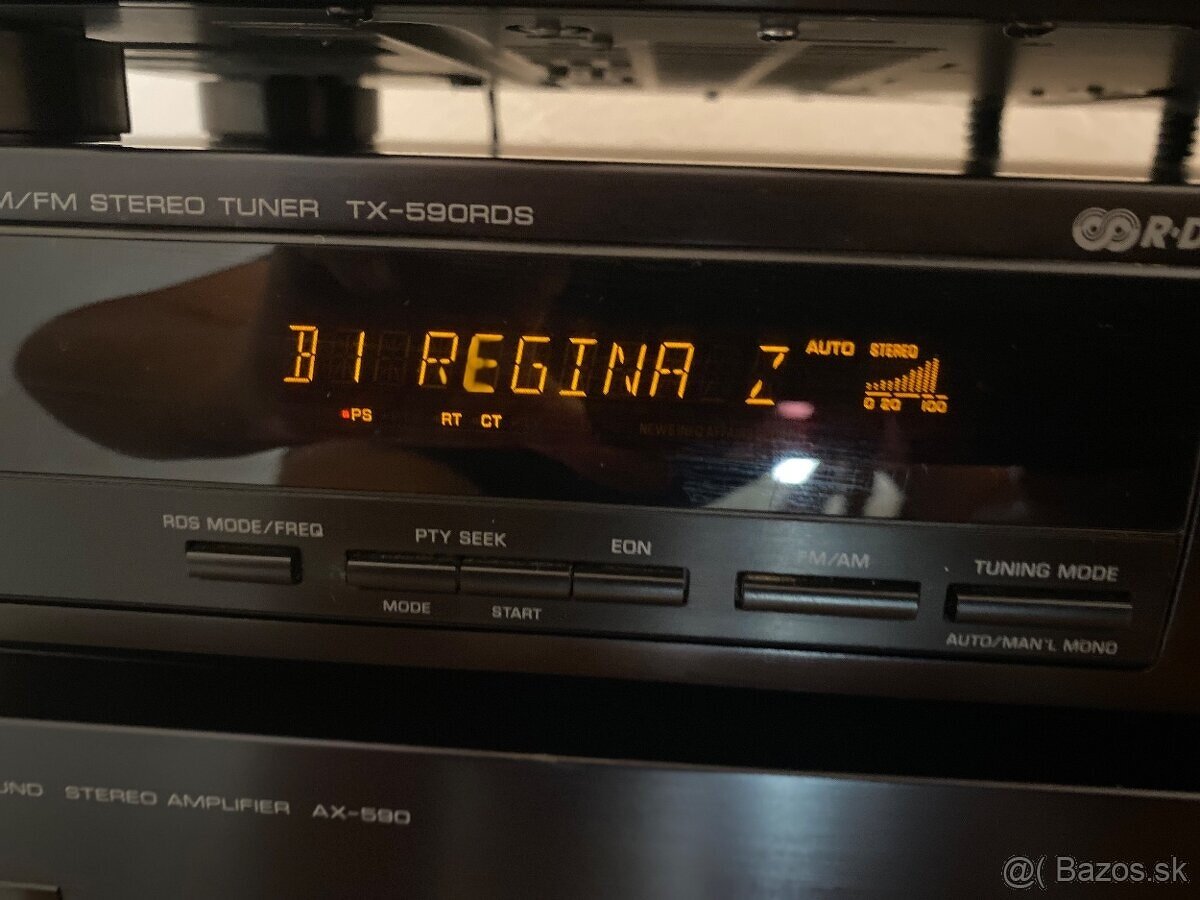 M/FM STEREO TUNER TX-590RDS
R·D
B1 REGINA Z AUTO STEREO
0 20 100
PS RT CT
RDS MODE/FREQ PTY SEEK EON FM/AM TUNING MODE
MODE START AUTO/MAN'L MONO
UND STEREO AMPLIFIER AX-590
@( Bazos.sk